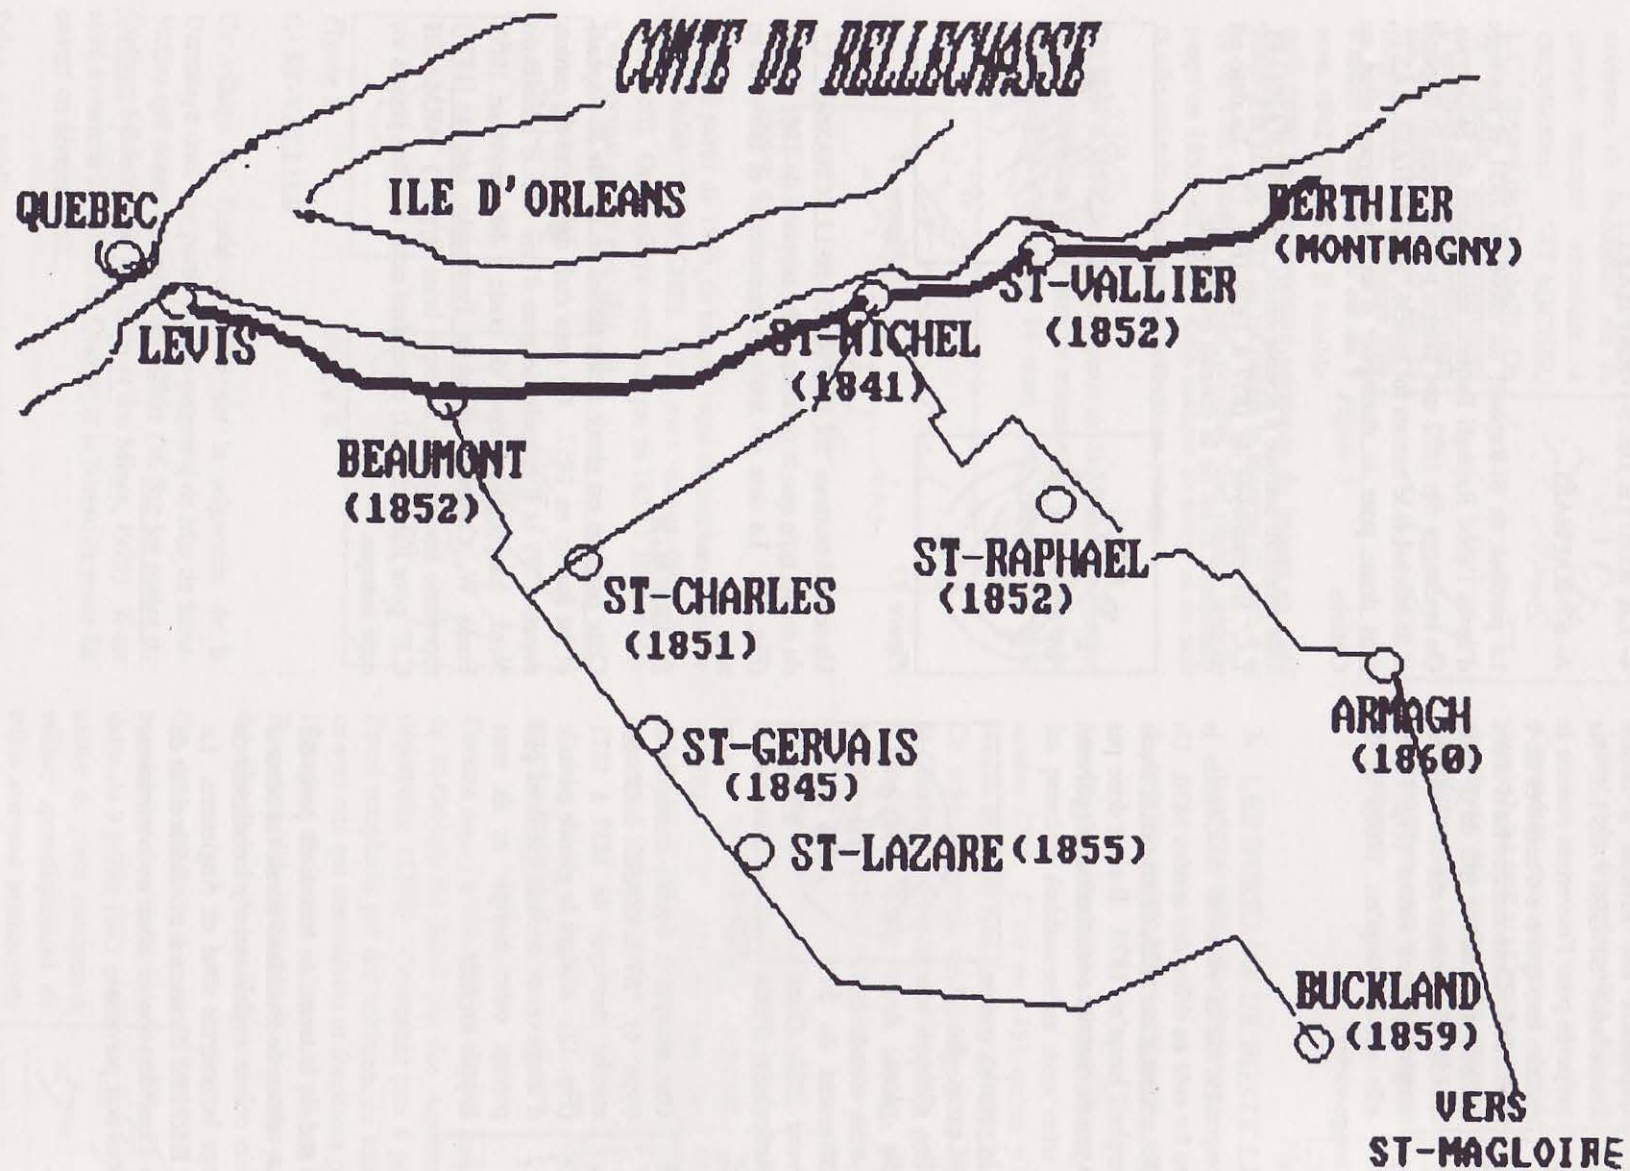 COMTE DE BELLECHASSE
QUEBEC
ILE D'ORLEANS
BERTHIER
(MONTMAGNY)
ST-VALLIER
(1852)
LEVIS
ST-MICHEL
(1841)
BEAUMONT
(1852)
ST-RAPHAEL
(1852)
ST-CHARLES
(1851)
ARMAGH
(1860)
ST-GERVAIS
(1845)
ST-LAZARE (1855)
BUCKLAND
(1859)
VERS
ST-MAGLOIRE